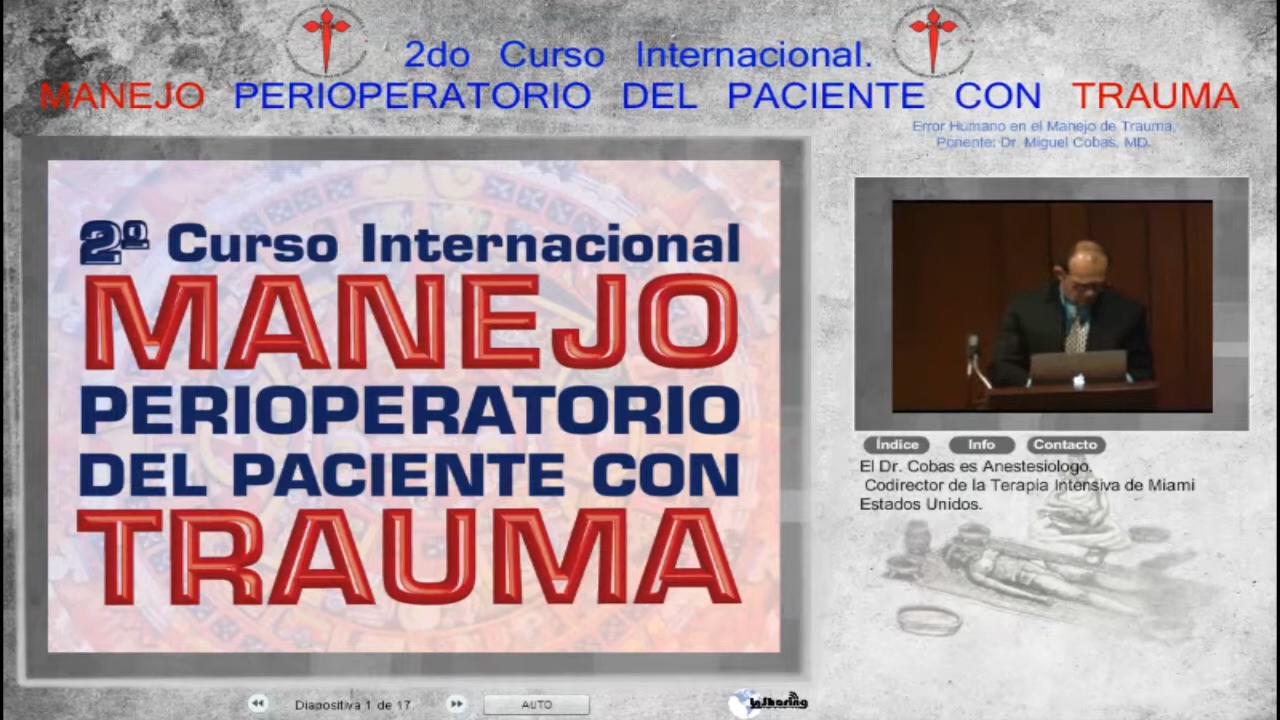 2do Curso Internacional.
MANEJO PERIOPERATORIO DEL PACIENTE CON TRAUMA
Error Humano en el Manejo de Trauma,
Ponente: Dr. Miguel Cobas, MD.
2º Curso Internacional
MANEJO
PERIOPERATORIO
DEL PACIENTE CON
TRAUMA
Índice Info Contacto
El Dr. Cobas es Anestesiologo.
Codirector de la Terapia Intensiva de Miami
Estados Unidos.
Diapositiva 1 de 17
AUTO
InSharing